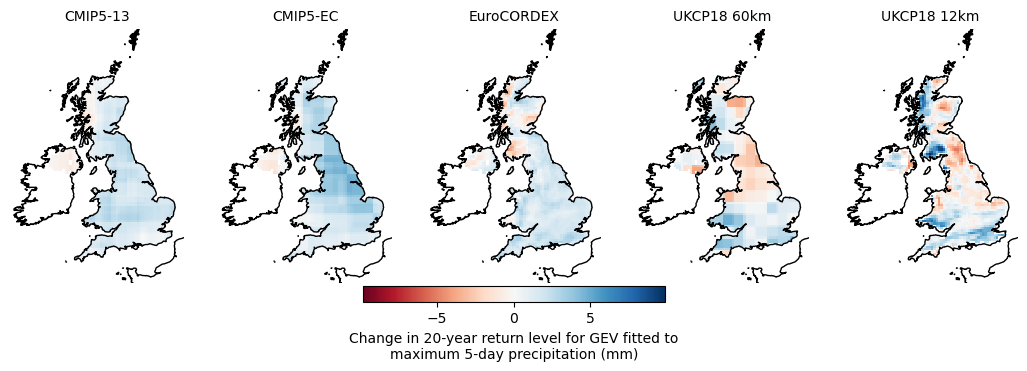 CMIP5-13
CMIP5-EC
EuroCORDEX
UKCP18 60km
UKCP18 12km
−5
0
5
Change in 20-year return level for GEV fitted to
maximum 5-day precipitation (mm)